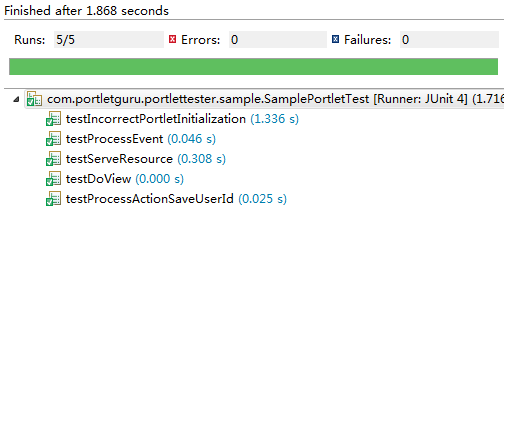 Finished after 1.868 seconds
Runs: 5/5 Errors: 0 Failures: 0
com.portletguru.portlettester.sample.SamplePortletTest [Runner: JUnit 4] (1.716
testIncorrectPortletInitialization (1.336 s)
testProcessEvent (0.046 s)
testServeResource (0.308 s)
testDoView (0.000 s)
testProcessActionSaveUserId (0.025 s)